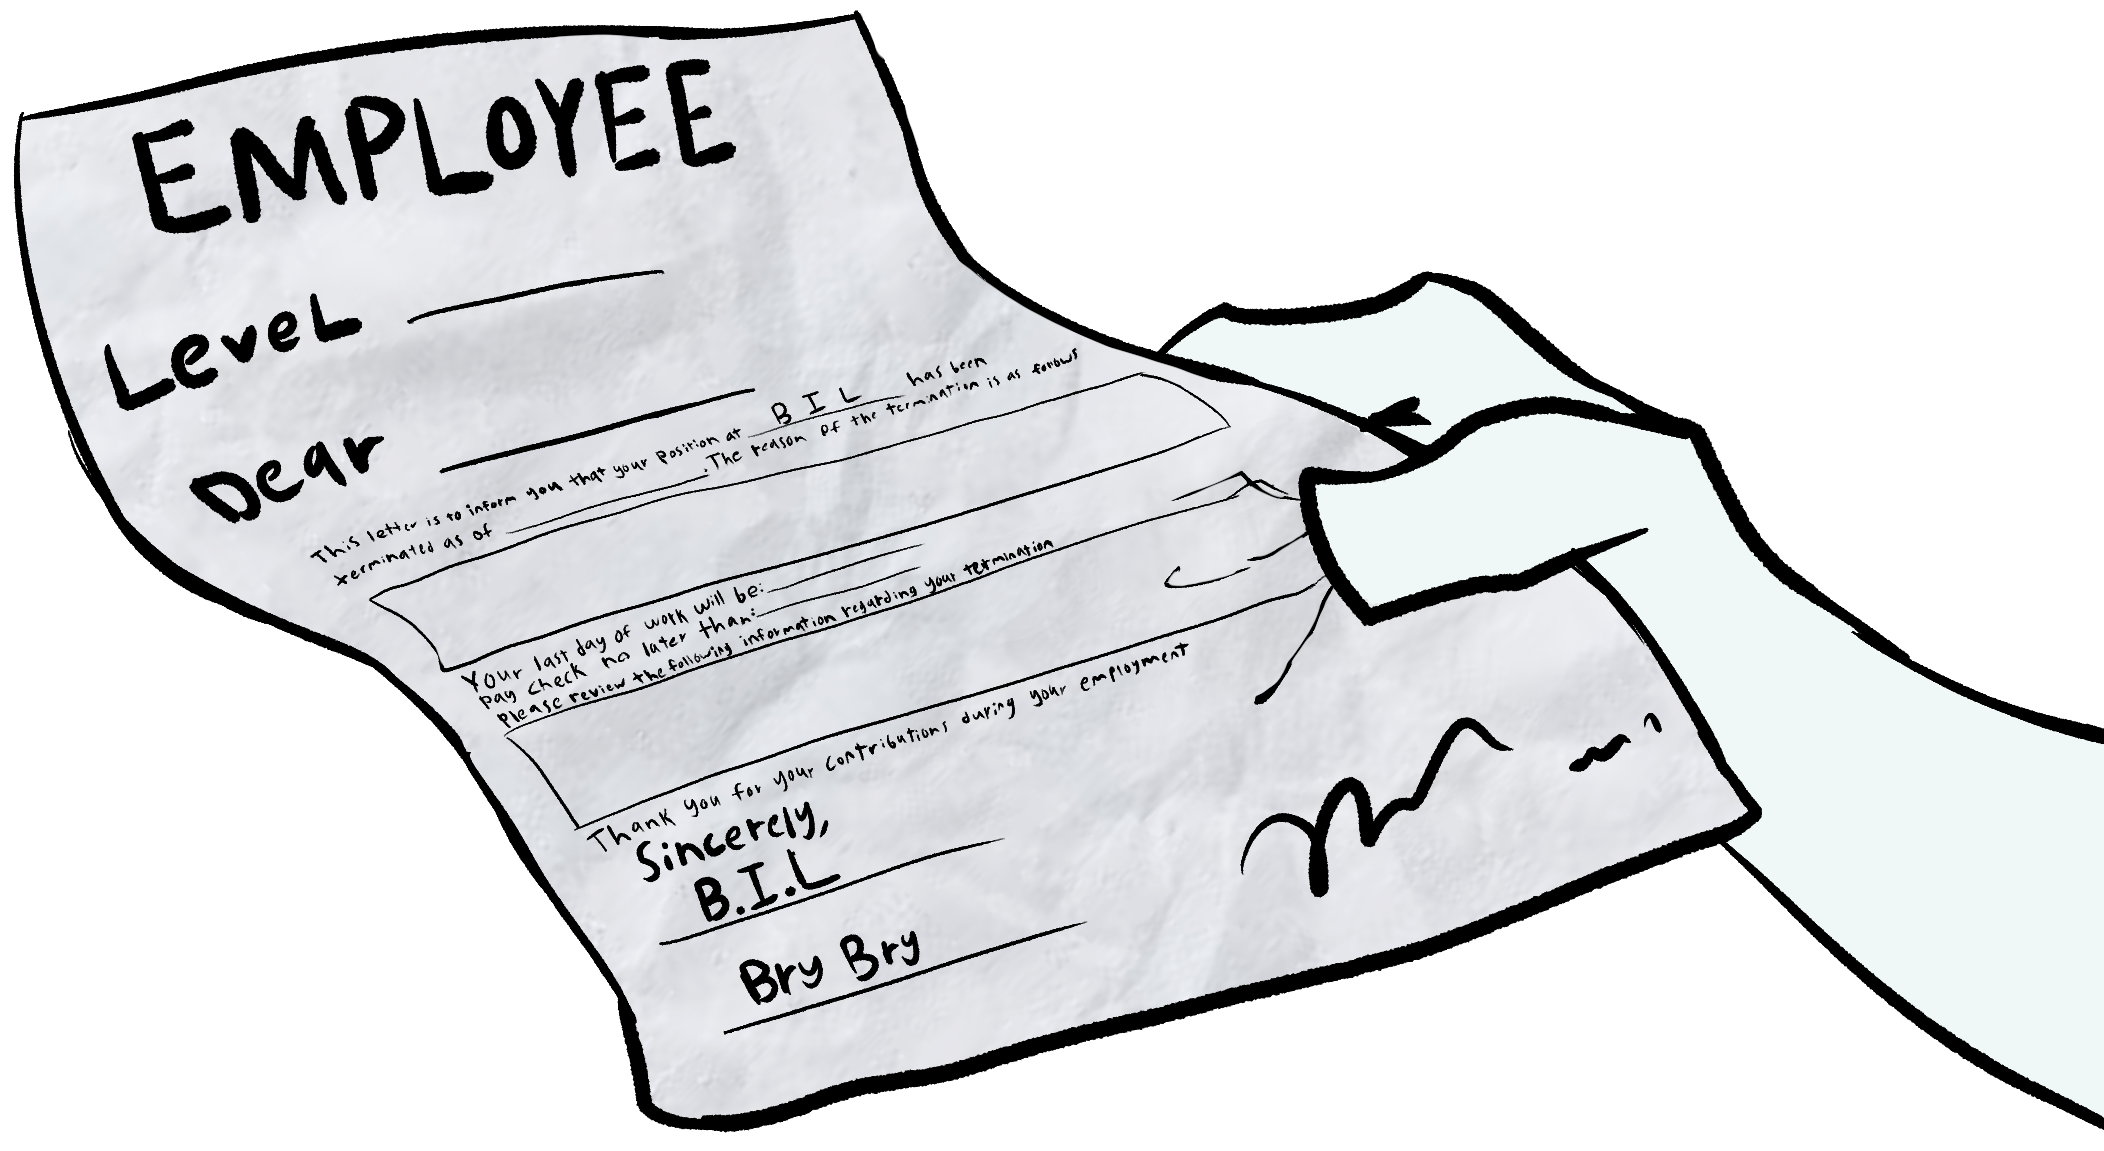 EMPLOYEE
Level
Dear
This letter is to inform you that your position at B I L has been
terminated as of . The reason of the termination is as follows
Your last day of work will be:
pay check no later than:
Please review the following information regarding your termination
Thank you for your contributions during your employment
Sincerely,
B.I.L
Bry Bry